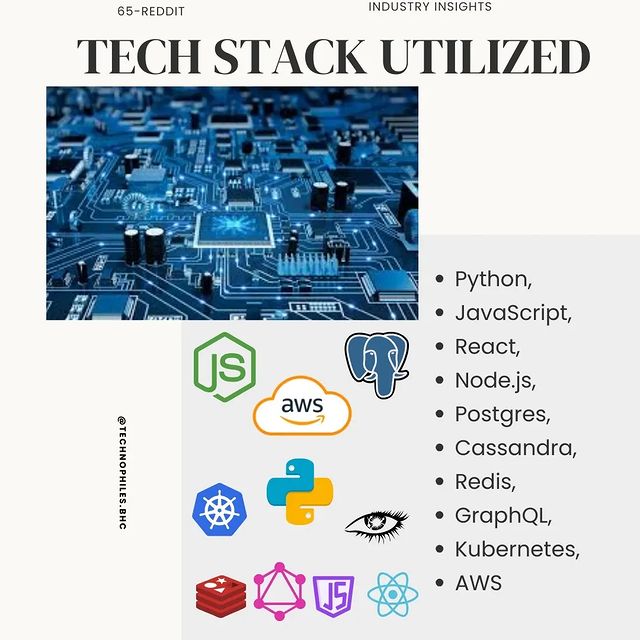 65-REDDIT
INDUSTRY INSIGHTS
TECH STACK UTILIZED
Python,
JavaScript,
React,
Node.js,
Postgres,
Cassandra,
Redis,
GraphQL,
Kubernetes,
AWS
JS
aws
JS
@TECHNOPHILES.BHC